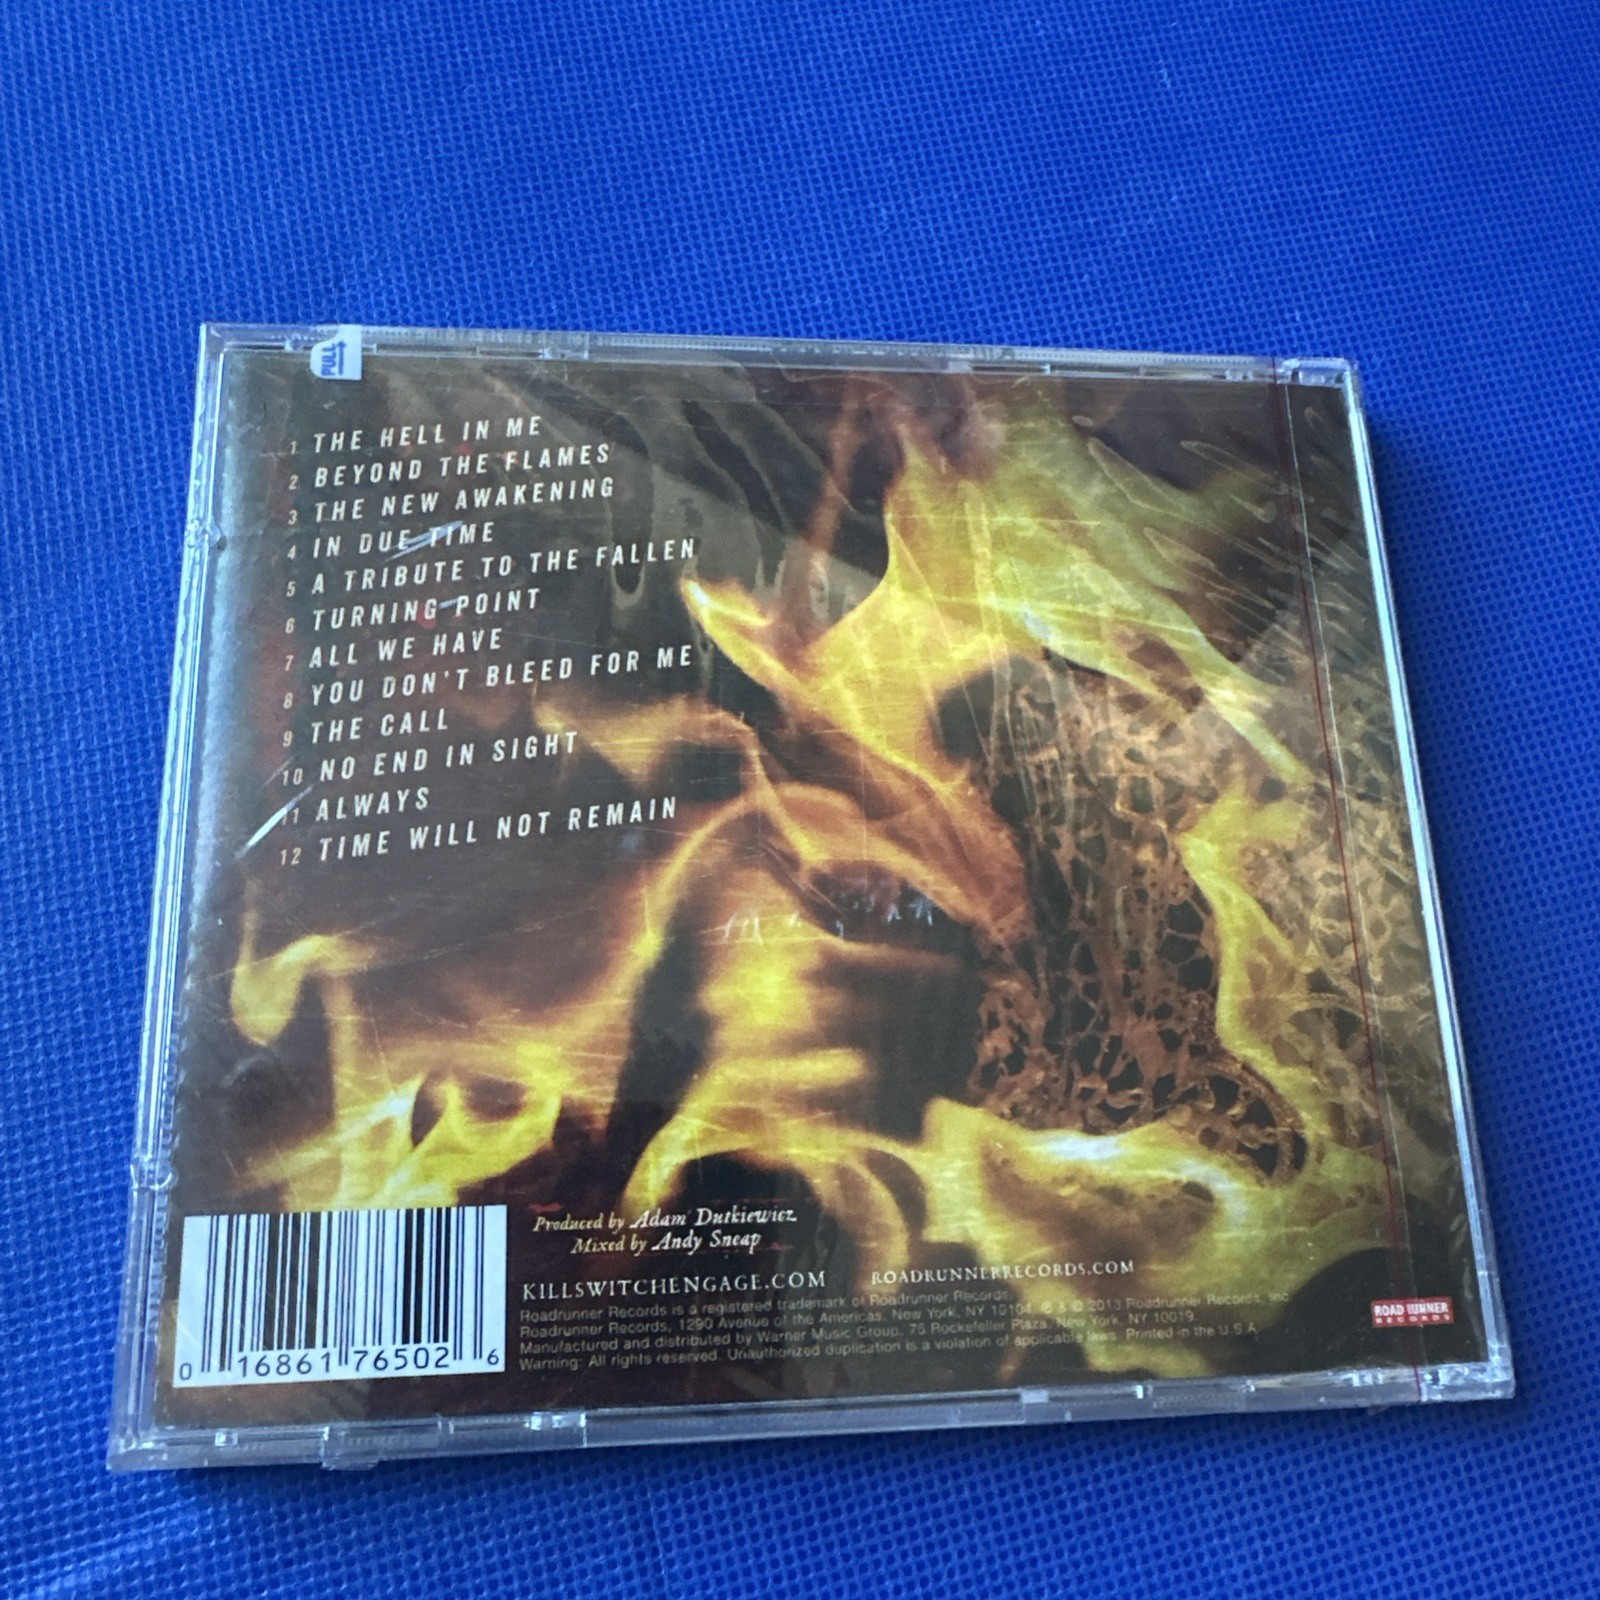 PULL
1 THE HELL IN ME
2 BEYOND THE FLAMES
3 THE NEW AWAKENING
4 IN DUE TIME
5 A TRIBUTE TO THE FALLEN
6 TURNING POINT
7 ALL WE HAVE
8 YOU DON'T BLEED FOR ME
9 THE CALL
10 NO END IN SIGHT
11 ALWAYS
12 TIME WILL NOT REMAIN
Produced by Adam Dutkiewicz
Mixed by Andy Sneap
KILLSWITCHENGAGE.COM ROADRUNNERRECORDS.COM
Roadrunner Records is a registered trademark of Roadrunner Records.
Roadrunner Records, 1290 Avenue of the Americas, New York, NY 10104. ℗ & © 2013 Roadrunner Records, Inc.
Manufactured and distributed by Warner Music Group, 75 Rockefeller Plaza, New York, NY 10019.
Warning: All rights reserved. Unauthorized duplication is a violation of applicable laws. Printed in the U.S.A.
ROADRUNNER
RECORDS
0 16861 76502 6